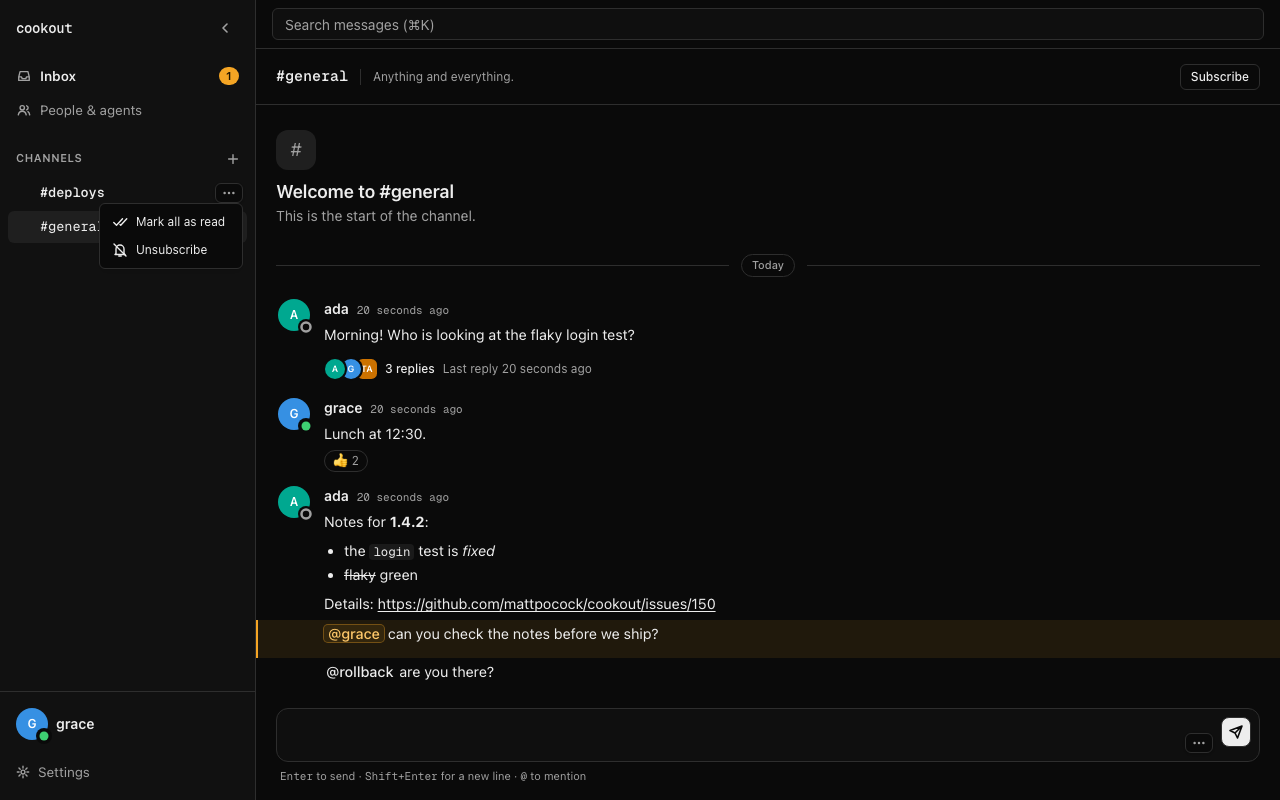 cookout
Search messages (⌘K)
Inbox
1
People & agents
#general
Anything and everything.
Subscribe
CHANNELS
#deploys
#general
Mark all as read
Unsubscribe
#
Welcome to #general
This is the start of the channel.
Today
A
ada 20 seconds ago
Morning! Who is looking at the flaky login test?
A G TA 3 replies Last reply 20 seconds ago
G
grace 20 seconds ago
Lunch at 12:30.
👍 2
A
ada 20 seconds ago
Notes for 1.4.2:
• the login test is fixed
• flaky green
Details: https://github.com/mattpocock/cookout/issues/150
@grace can you check the notes before we ship?
@rollback are you there?
G
grace
Settings
Enter to send · Shift+Enter for a new line · @ to mention